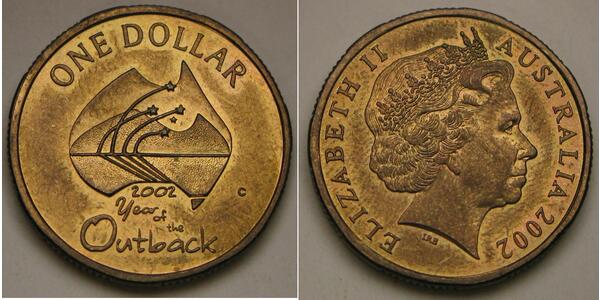 ONE DOLLAR
2002
Year
of
the
Outback
C
ELIZABETH II
AUSTRALIA 2002
IRB